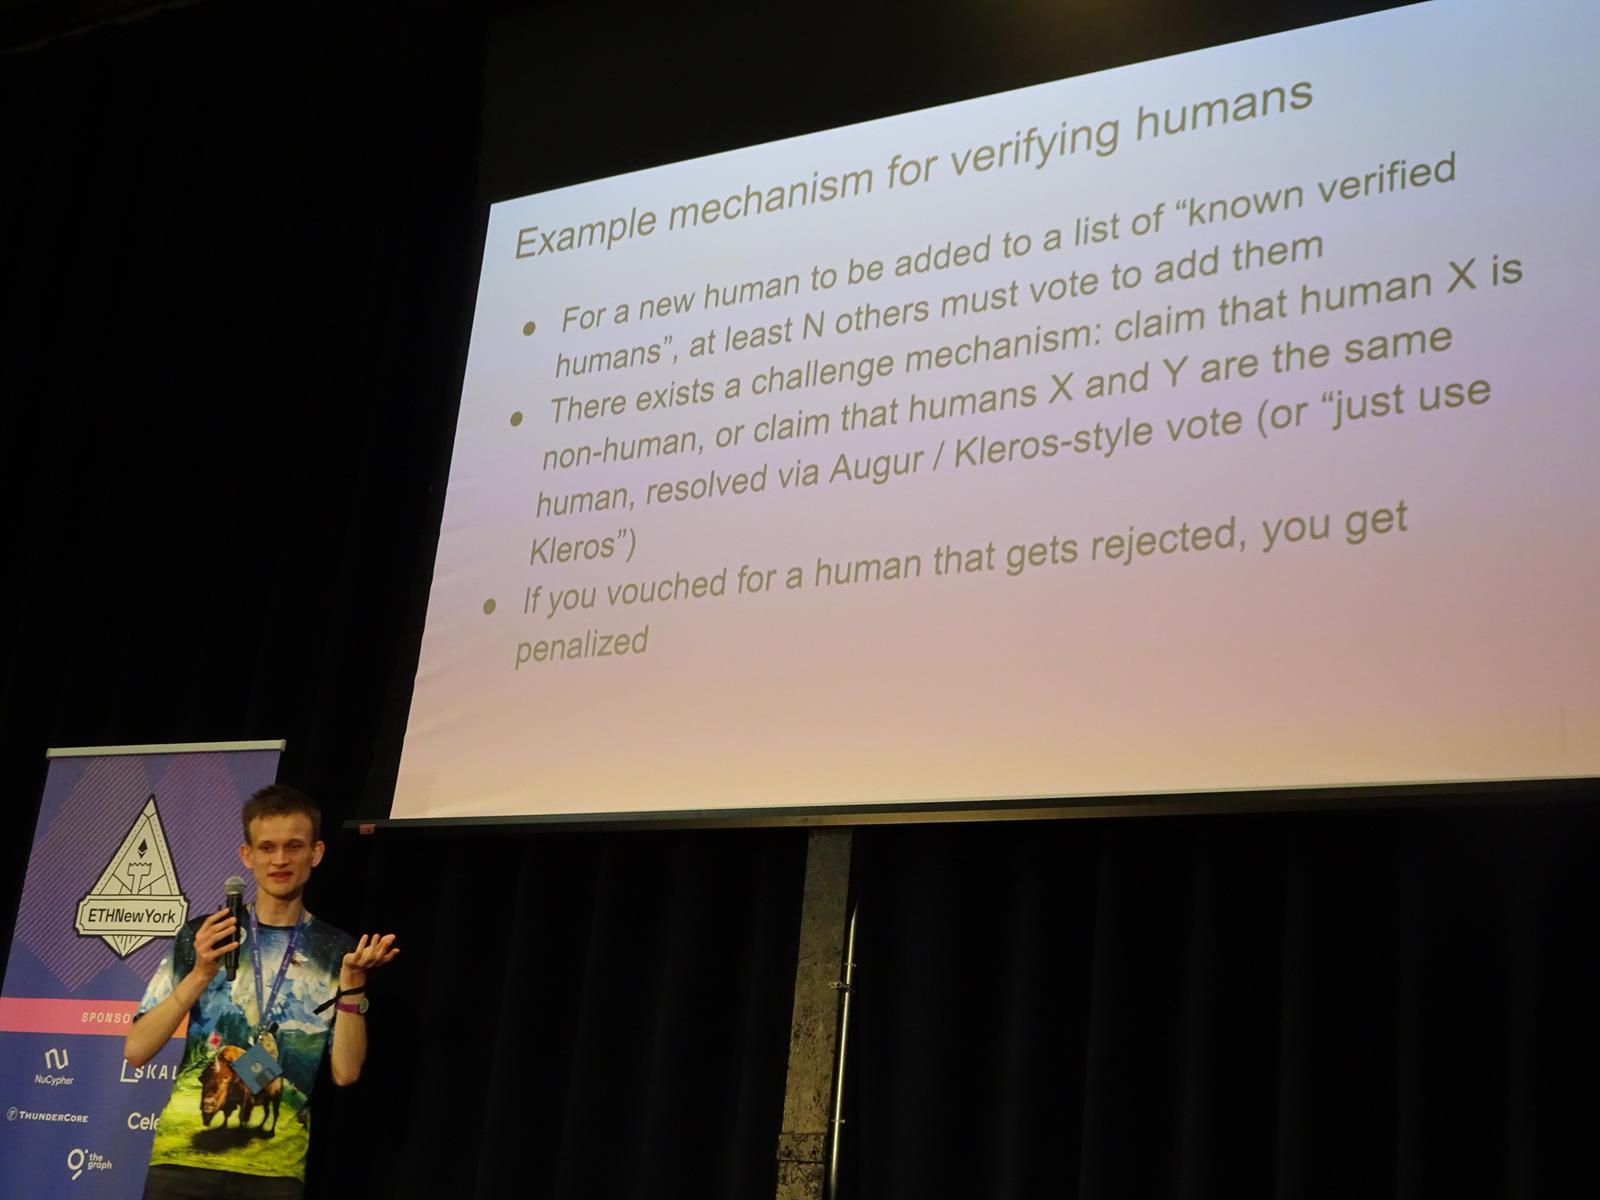 Example mechanism for verifying humans
● For a new human to be added to a list of “known verified
humans”, at least N others must vote to add them
● There exists a challenge mechanism: claim that human X is
non-human, or claim that humans X and Y are the same
human, resolved via Augur / Kleros-style vote (or “just use
Kleros”)
● If you vouched for a human that gets rejected, you get
penalized
ETHNewYork
SPONSO
nu
NuCypher
SKAL
THUNDERCORE
Cele
the
graph